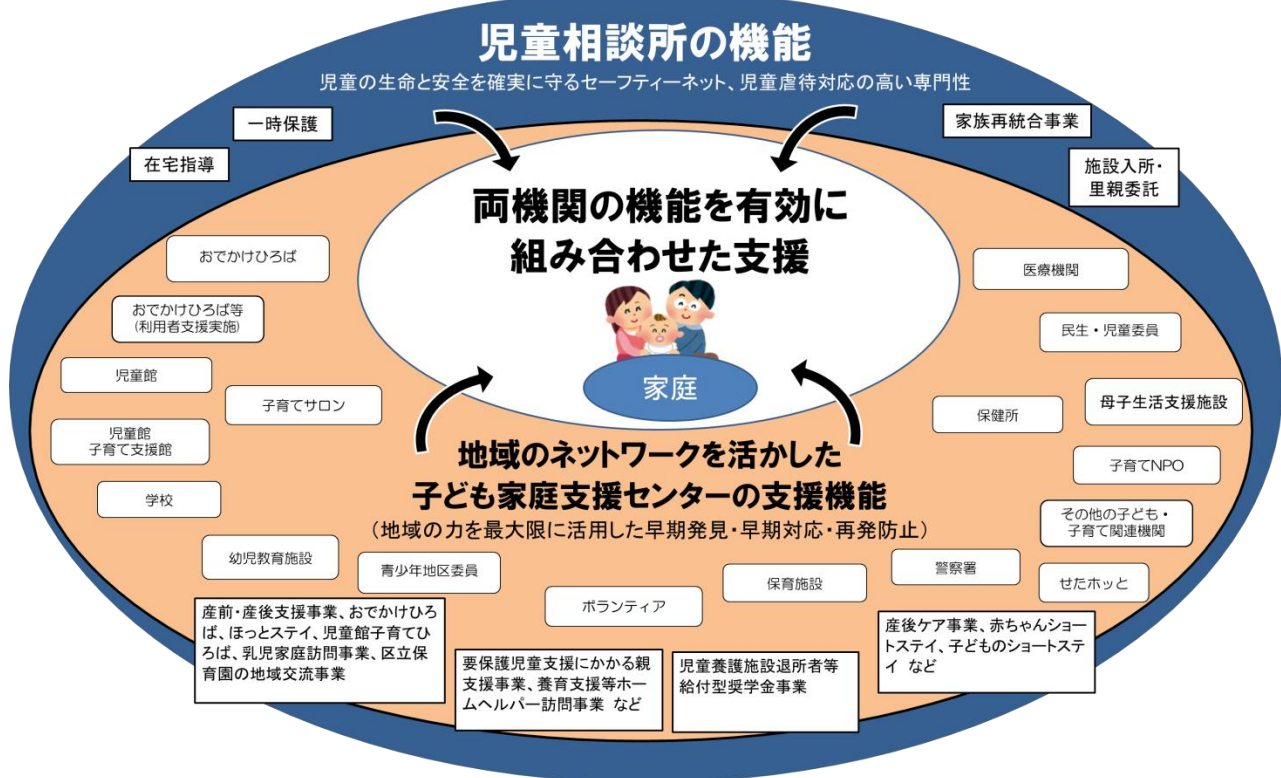 児童相談所の機能
児童の生命と安全を確実に守るセーフティーネット、児童虐待対応の高い専門性
一時保護
在宅指導
家族再統合事業
施設入所・
里親委託
両機関の機能を有効に
組み合わせた支援
家庭
おでかけひろば
おでかけひろば等
(利用者支援実施)
児童館
子育てサロン
児童館
子育て支援館
学校
幼児教育施設
青少年地区委員
ボランティア
保育施設
警察署
せたホッと
医療機関
民生・児童委員
保健所
母子生活支援施設
子育てNPO
その他の子ども・
子育て関連機関
地域のネットワークを活かした
子ども家庭支援センターの支援機能
（地域の力を最大限に活用した早期発見・早期対応・再発防止）
産前・産後支援事業、おでかけひろ
ば、ほっとステイ、児童館子育てひ
ろば、乳児家庭訪問事業、区立保
育園の地域交流事業
要保護児童支援にかかる親
支援事業、養育支援等ホー
ムヘルパー訪問事業 など
児童養護施設退所者等
給付型奨学金事業
産後ケア事業、赤ちゃんショー
トステイ、子どものショートステ
イ など